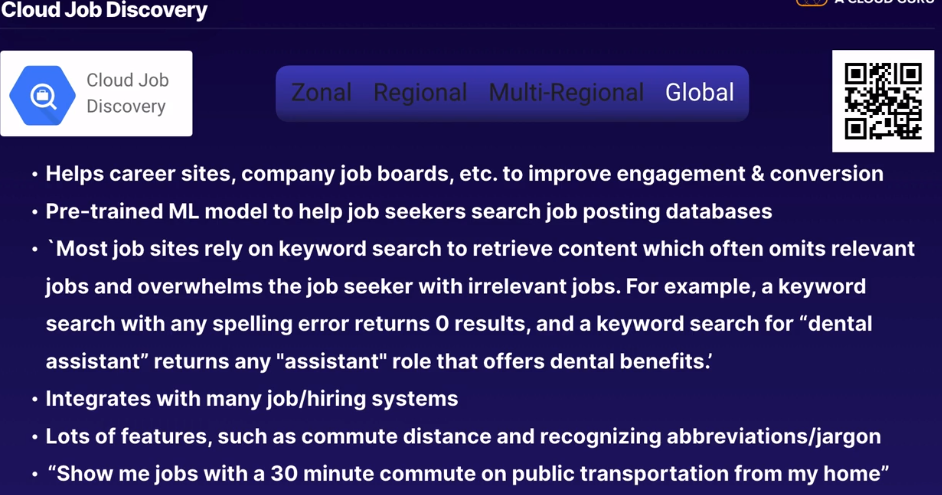 Cloud Job Discovery
A CLOUD GURU
Cloud Job
Discovery
Zonal Regional Multi-Regional Global
• Helps career sites, company job boards, etc. to improve engagement & conversion
• Pre-trained ML model to help job seekers search job posting databases
• `Most job sites rely on keyword search to retrieve content which often omits relevant
jobs and overwhelms the job seeker with irrelevant jobs. For example, a keyword
search with any spelling error returns 0 results, and a keyword search for “dental
assistant” returns any "assistant" role that offers dental benefits.’
• Integrates with many job/hiring systems
• Lots of features, such as commute distance and recognizing abbreviations/jargon
• “Show me jobs with a 30 minute commute on public transportation from my home”